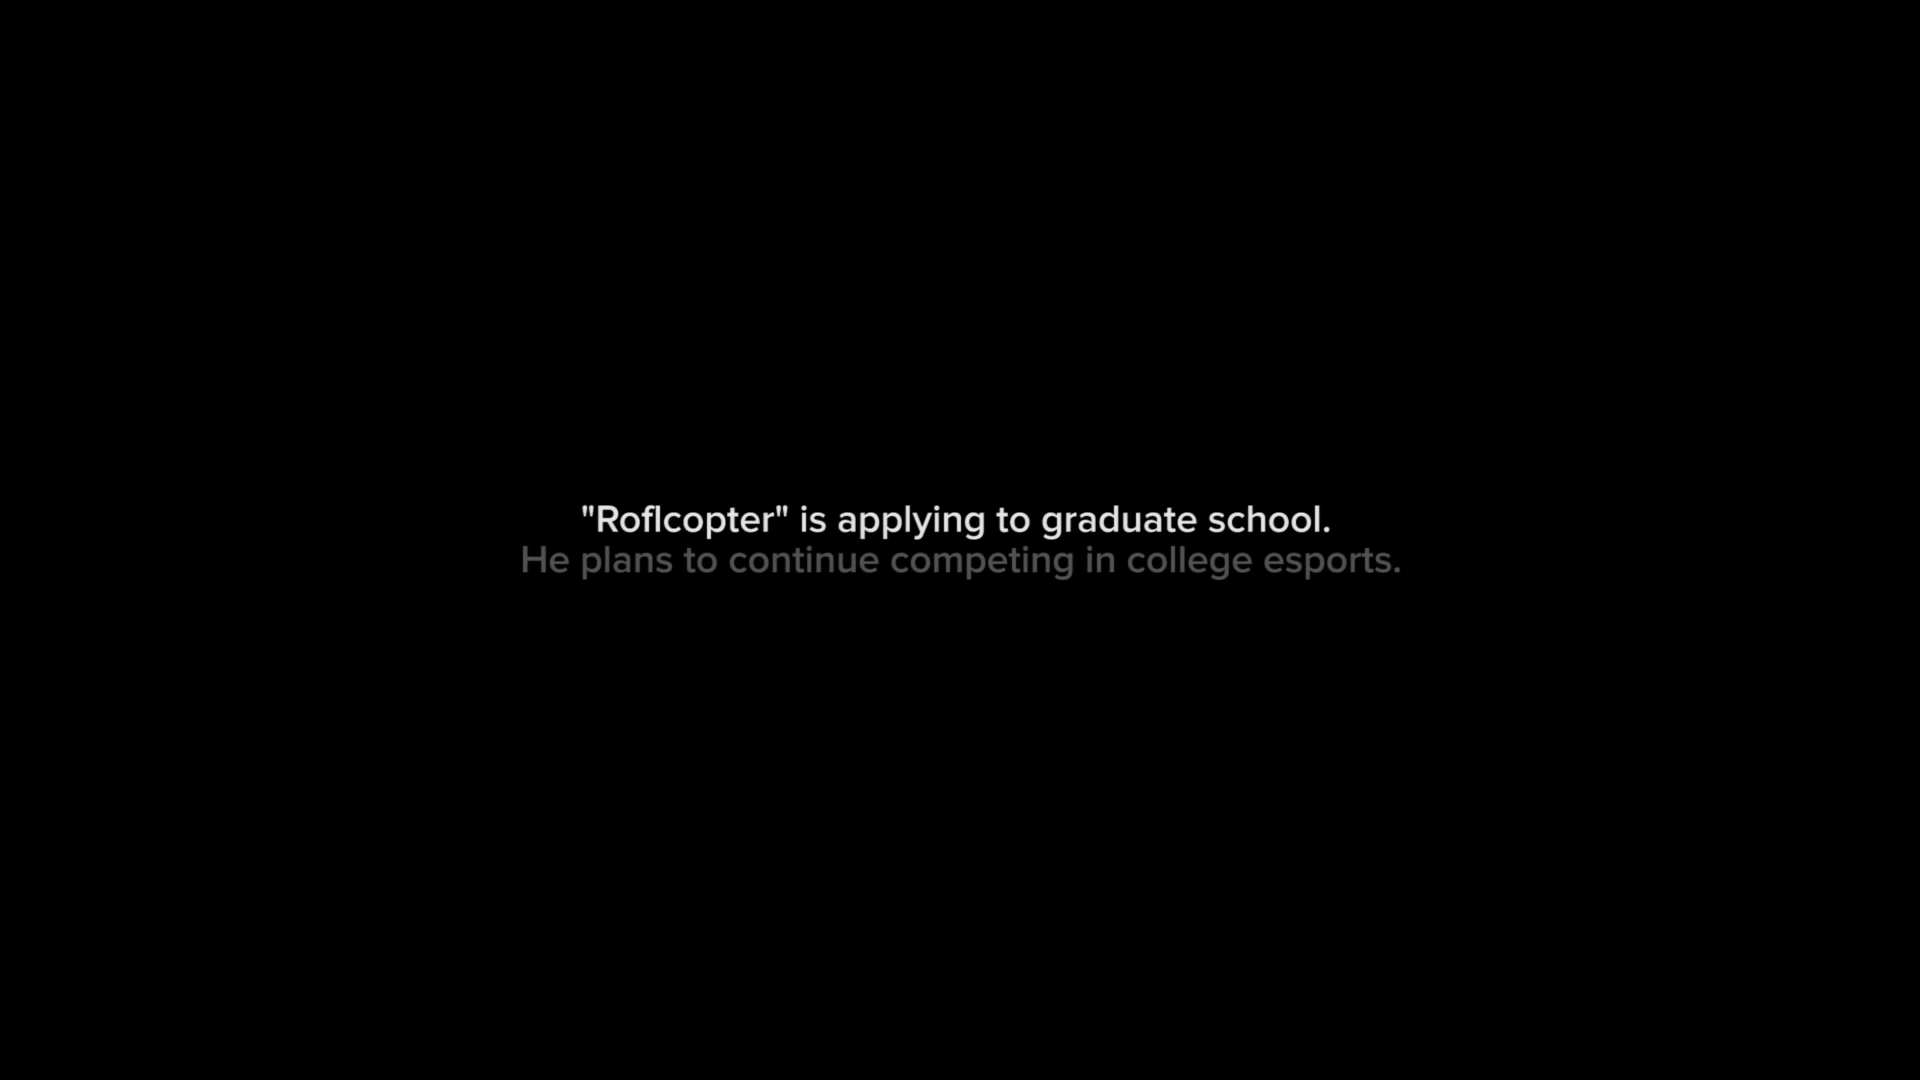 "Roflcopter" is applying to graduate school.
He plans to continue competing in college esports.